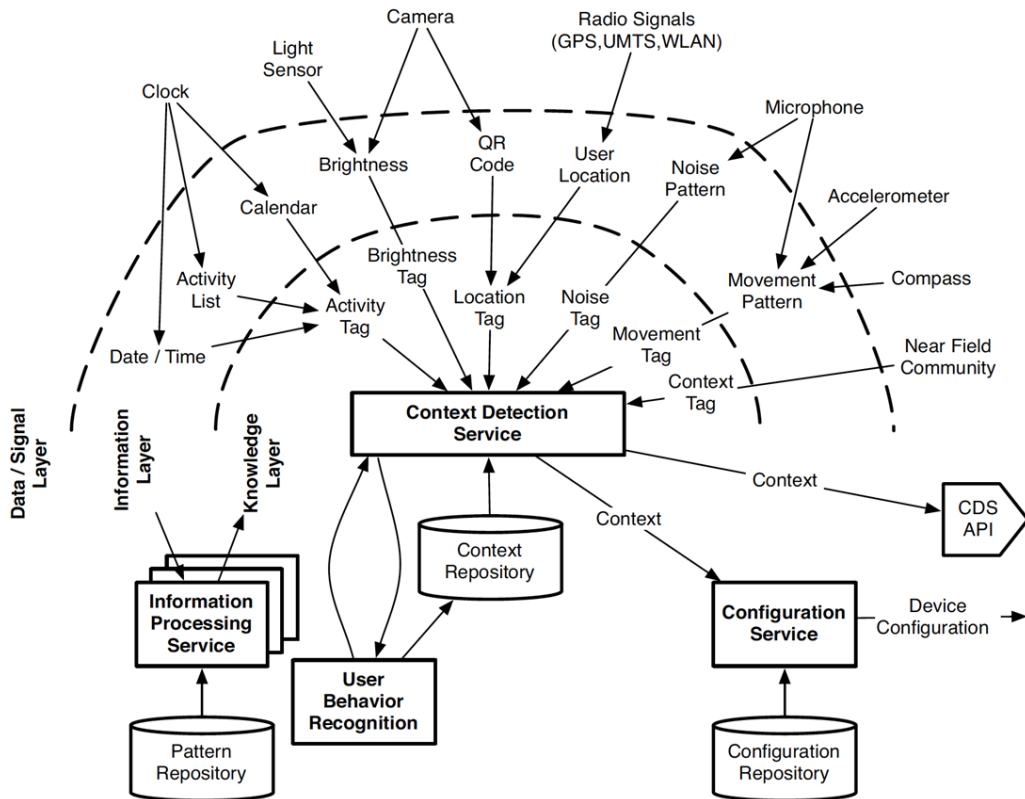 Camera
Radio Signals
(GPS,UMTS,WLAN)
Light
Sensor
Clock
Microphone
Brightness
QR
Code
User
Location
Noise
Pattern
Calendar
Accelerometer
Brightness
Tag
Activity
List
Activity
Tag
Location
Tag
Noise
Tag
Movement
Pattern
Compass
Date / Time
Movement
Tag
Near Field
Community
Context
Tag
Context Detection
Service
Data / Signal
Layer
Information
Layer
Knowledge
Layer
Context
CDS
API
Context
Context
Repository
Information
Processing
Service
Configuration
Service
Device
Configuration
User
Behavior
Recognition
Pattern
Repository
Configuration
Repository